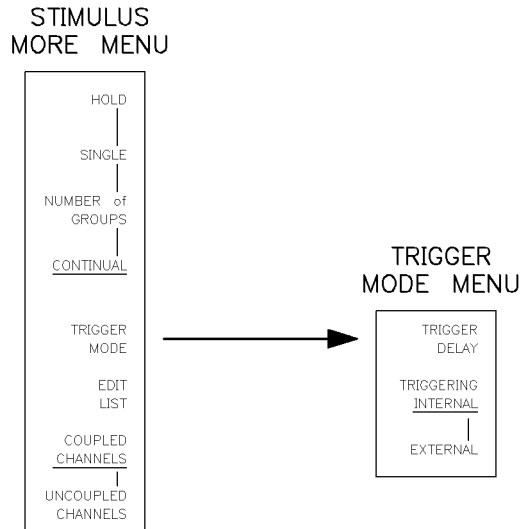 STIMULUS
MORE MENU
HOLD
SINGLE
NUMBER of
GROUPS
CONTINUAL
TRIGGER
MODE
EDIT
LIST
COUPLED
CHANNELS
UNCOUPLED
CHANNELS
TRIGGER
MODE MENU
TRIGGER
DELAY
TRIGGERING
INTERNAL
EXTERNAL